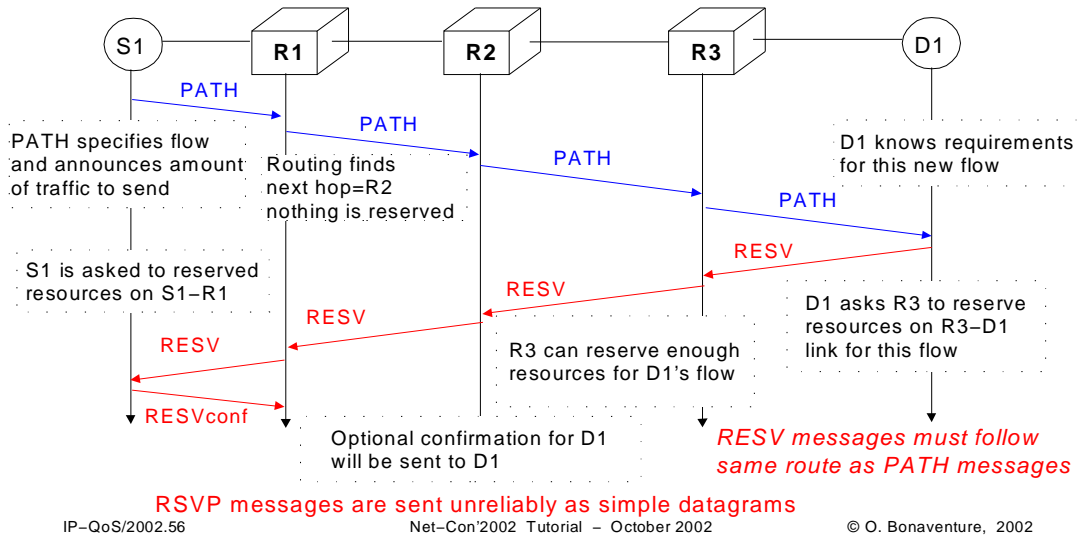 S1
R1
R2
R3
D1
PATH
PATH
PATH
PATH
PATH specifies flow
and announces amount
of traffic to send
Routing finds
next hop=R2
nothing is reserved
D1 knows requirements
for this new flow
RESV
RESV
RESV
RESV
S1 is asked to reserved
resources on S1–R1
D1 asks R3 to reserve
resources on R3–D1
link for this flow
R3 can reserve enough
resources for D1's flow
RESVconf
Optional confirmation for D1
will be sent to D1
RESV messages must follow
same route as PATH messages
RSVP messages are sent unreliably as simple datagrams
IP–QoS/2002.56
Net–Con'2002 Tutorial – October 2002
© O. Bonaventure, 2002